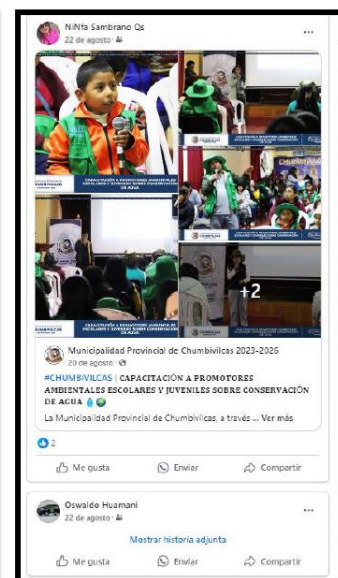 NiNfa Sambrano Qs
22 de agosto
CAPACITACIÓN A PROMOTORES AMBIENTALES
ESCOLARES Y JUVENILES SOBRE CONSERVACIÓN
DE AGUA
+2
Municipalidad Provincial de Chumbivilcas 2023-2026
20 de agosto
#CHUMBIVILCAS | CAPACITACIÓN A PROMOTORES
AMBIENTALES ESCOLARES Y JUVENILES SOBRE CONSERVACIÓN
DE AGUA
La Municipalidad Provincial de Chumbivilcas, a través ... Ver más
2
Me gusta Enviar Compartir
Oswaldo Huamani
22 de agosto
Mostrar historia adjunta
Me gusta Enviar Compartir